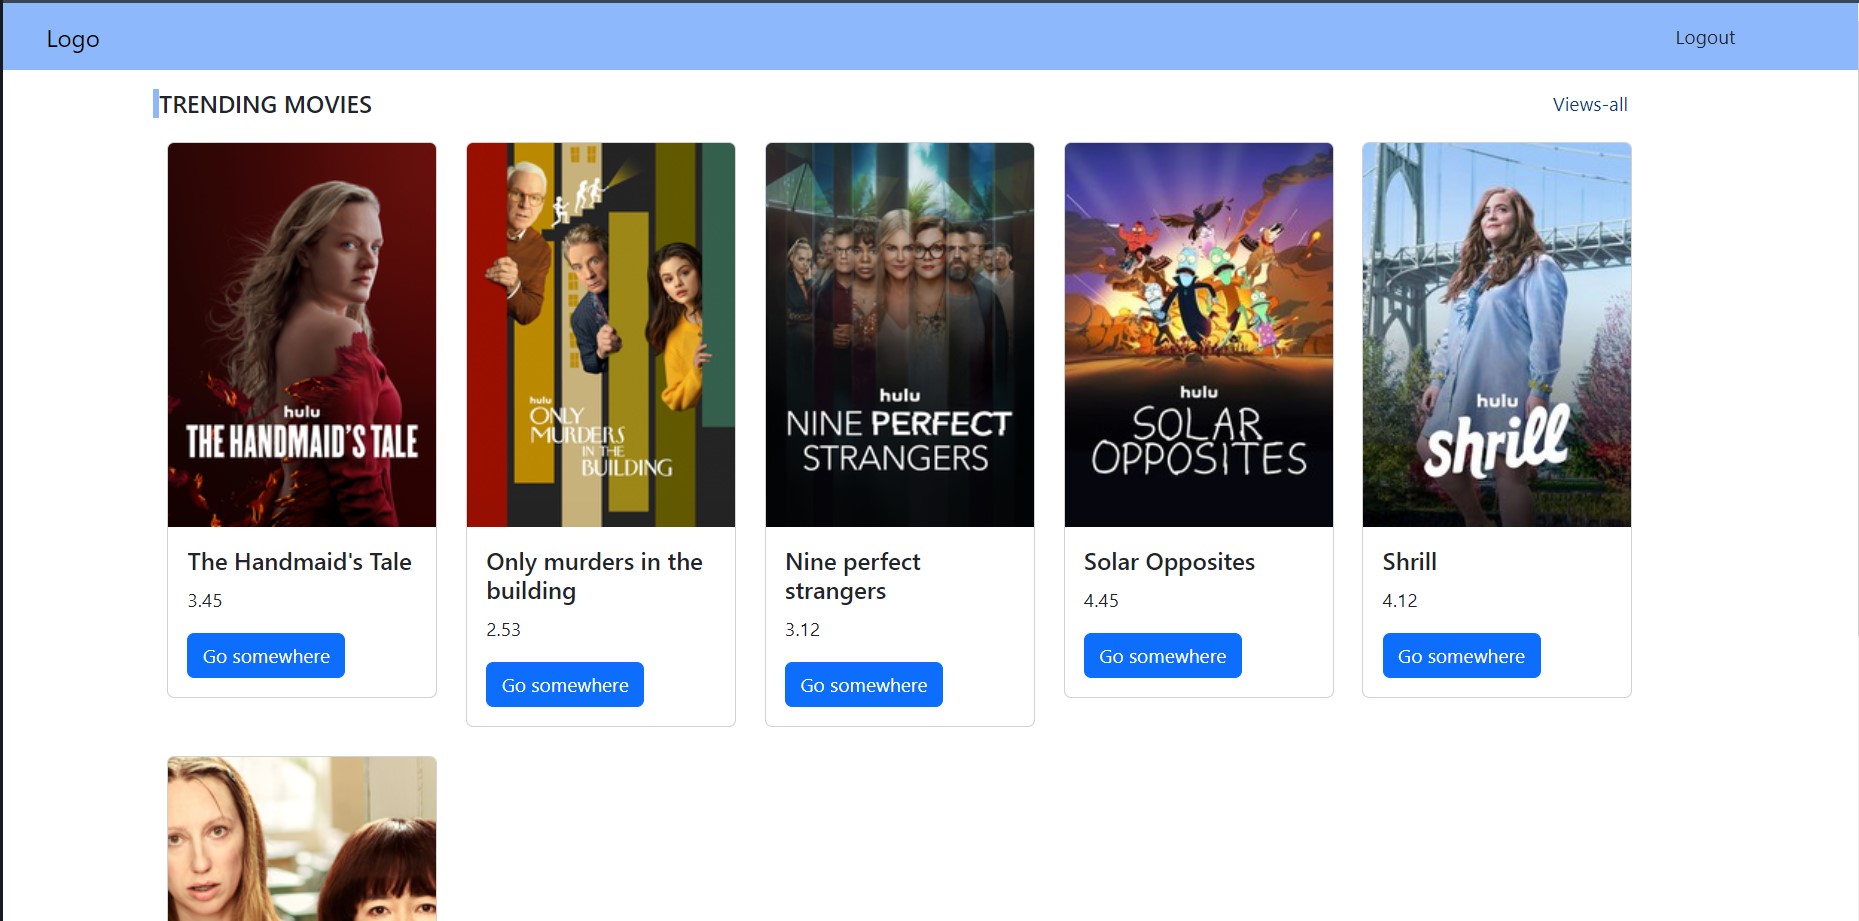 Logo
Logout
TRENDING MOVIES
Views-all
hulu
THE HANDMAID'S TALE
hulu
ONLY
MURDERS
IN THE
BUILDING
hulu
NINE PERFECT
STRANGERS
hulu
SOLAR
OPPOSITES
hulu
shrill
The Handmaid's Tale
3.45
Go somewhere
Only murders in the
building
2.53
Go somewhere
Nine perfect
strangers
3.12
Go somewhere
Solar Opposites
4.45
Go somewhere
Shrill
4.12
Go somewhere